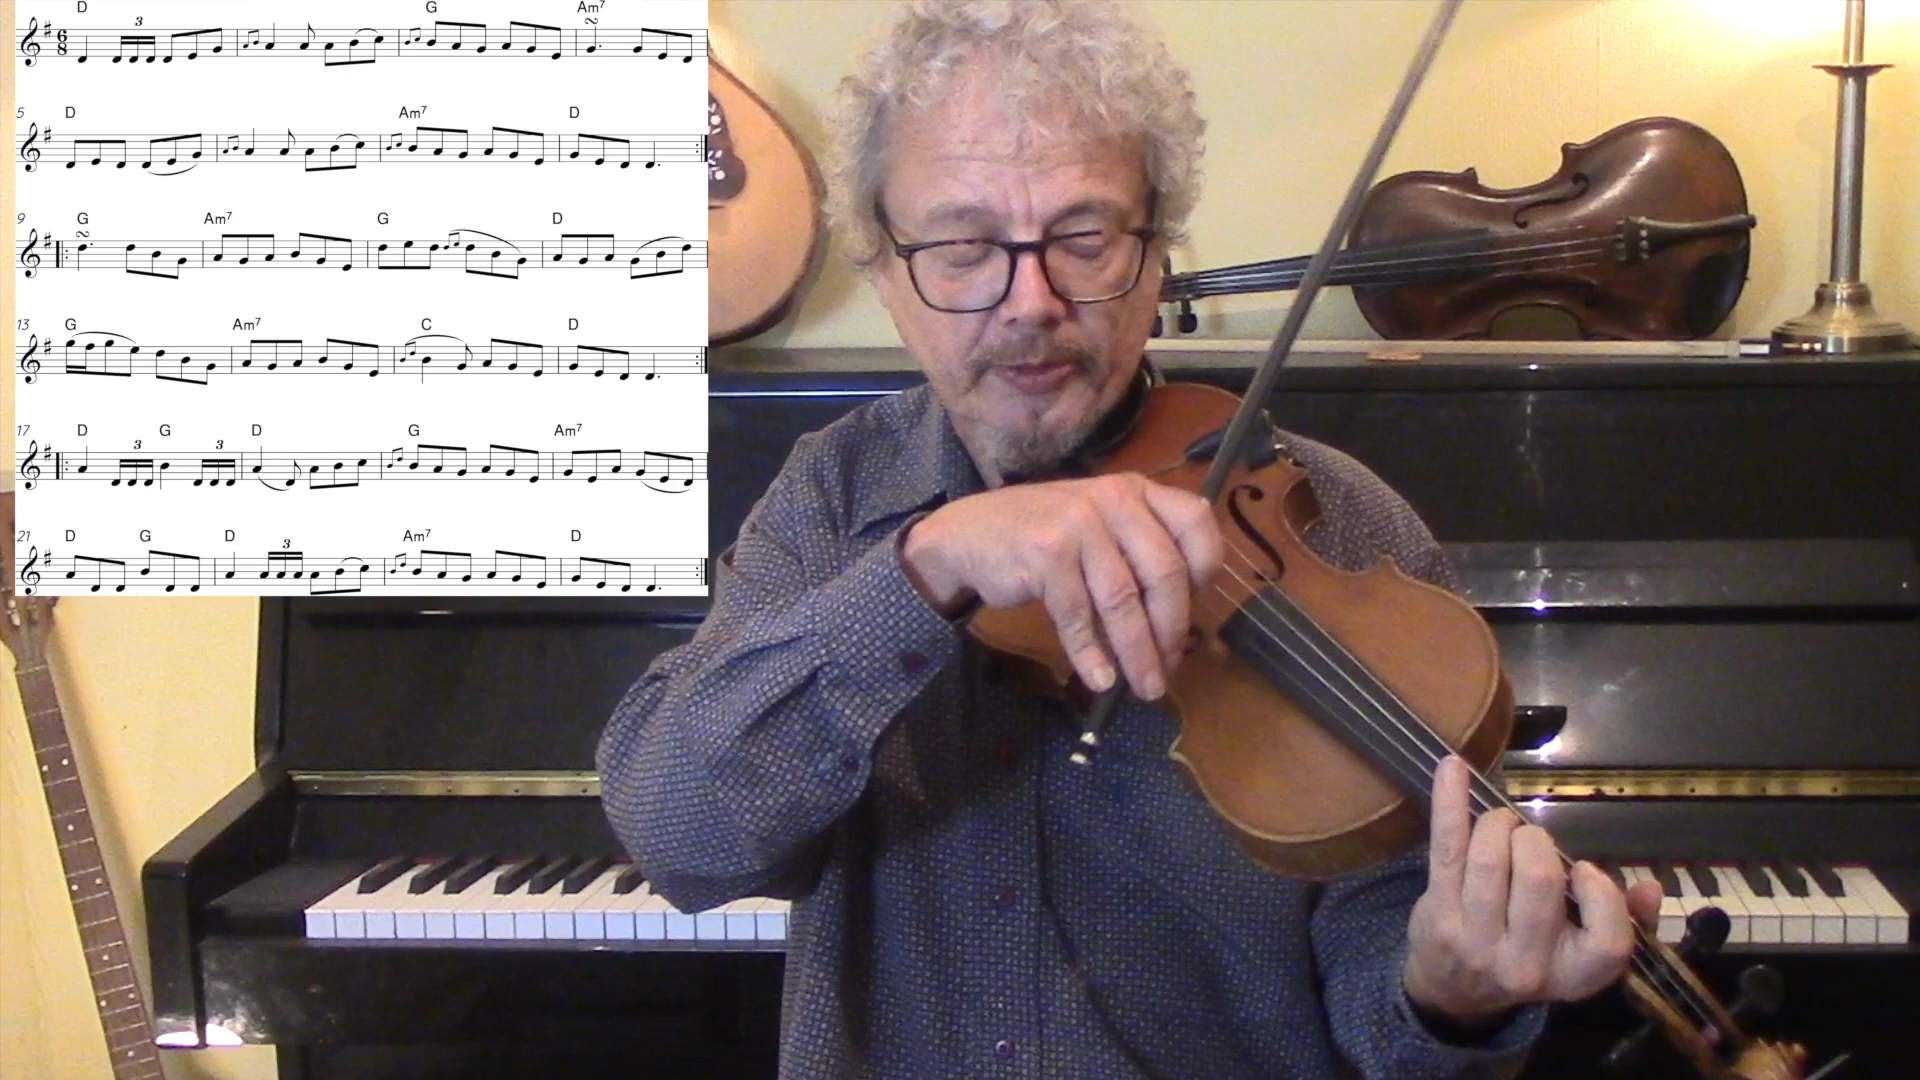 D G Am7
6 8 3
5 D Am7 D
9 G Am7 G D
13 G Am7 C D
17 D G D G Am7
3 3
21 D G D Am7 D
3